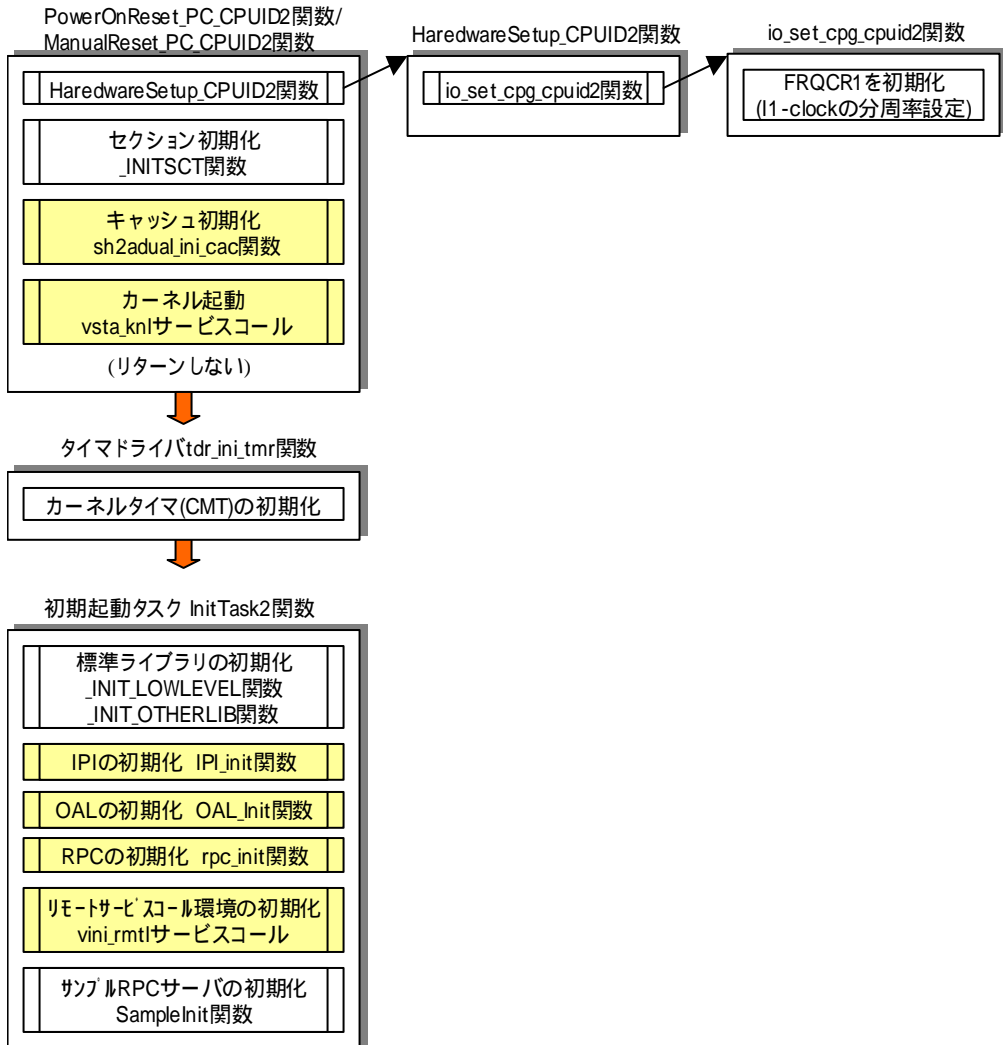 PowerOnReset_PC_CPUID2関数/
ManualReset_PC_CPUID2関数
HaredwareSetup_CPUID2関数
セクション初期化
_INITSCT関数
キャッシュ初期化
sh2adual_ini_cac関数
カーネル起動
vsta_knlサービスコール
(リターンしない)
HaredwareSetup_CPUID2関数
io_set_cpg_cpuid2関数
io_set_cpg_cpuid2関数
FRQCR1を初期化
(I1-clockの分周率設定)
タイマドライバtdr_ini_tmr関数
カーネルタイマ(CMT)の初期化
初期起動タスク InitTask2関数
標準ライブラリの初期化
_INIT_LOWLEVEL関数
_INIT_OTHERLIB関数
IPIの初期化 IPI_init関数
OALの初期化 OAL_Init関数
RPCの初期化 rpc_init関数
ﾘﾓｰﾄｻｰﾋﾞｽｺｰﾙ環境の初期化
vini_rmtlサービスコール
ｻﾝﾌﾟﾙRPCサーバの初期化
SampleInit関数